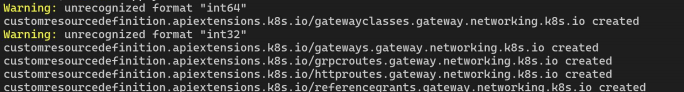 Warning: unrecognized format "int64"
customresourcedefinition.apiextensions.k8s.io/gatewayclasses.gateway.networking.k8s.io created
Warning: unrecognized format "int32"
customresourcedefinition.apiextensions.k8s.io/gateways.gateway.networking.k8s.io created
customresourcedefinition.apiextensions.k8s.io/grpcroutes.gateway.networking.k8s.io created
customresourcedefinition.apiextensions.k8s.io/httproutes.gateway.networking.k8s.io created
customresourcedefinition.apiextensions.k8s.io/referencegrants.gateway.networking.k8s.io created